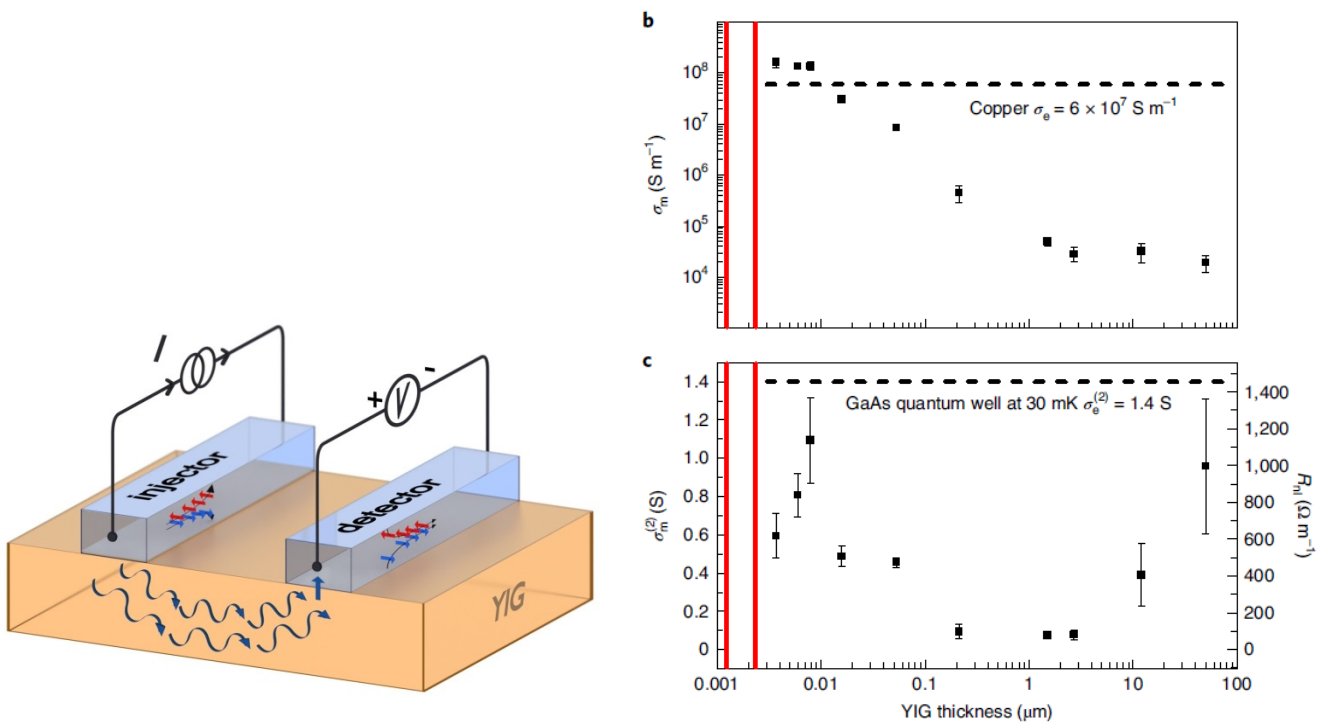 I
injector
+
V
-
detector
YIG
b
σm (S m−1)
10^8
10^7
10^6
10^5
10^4
Copper σe = 6 × 10^7 S m−1
c
σm(2) (S)
1.4
1.2
1.0
0.8
0.6
0.4
0.2
0
GaAs quantum well at 30 mK σe(2) = 1.4 S
1,400
1,200
1,000
800
600
400
200
0
Rnl (Ω m−1)
0.001 0.01 0.1 1 10 100
YIG thickness (μm)